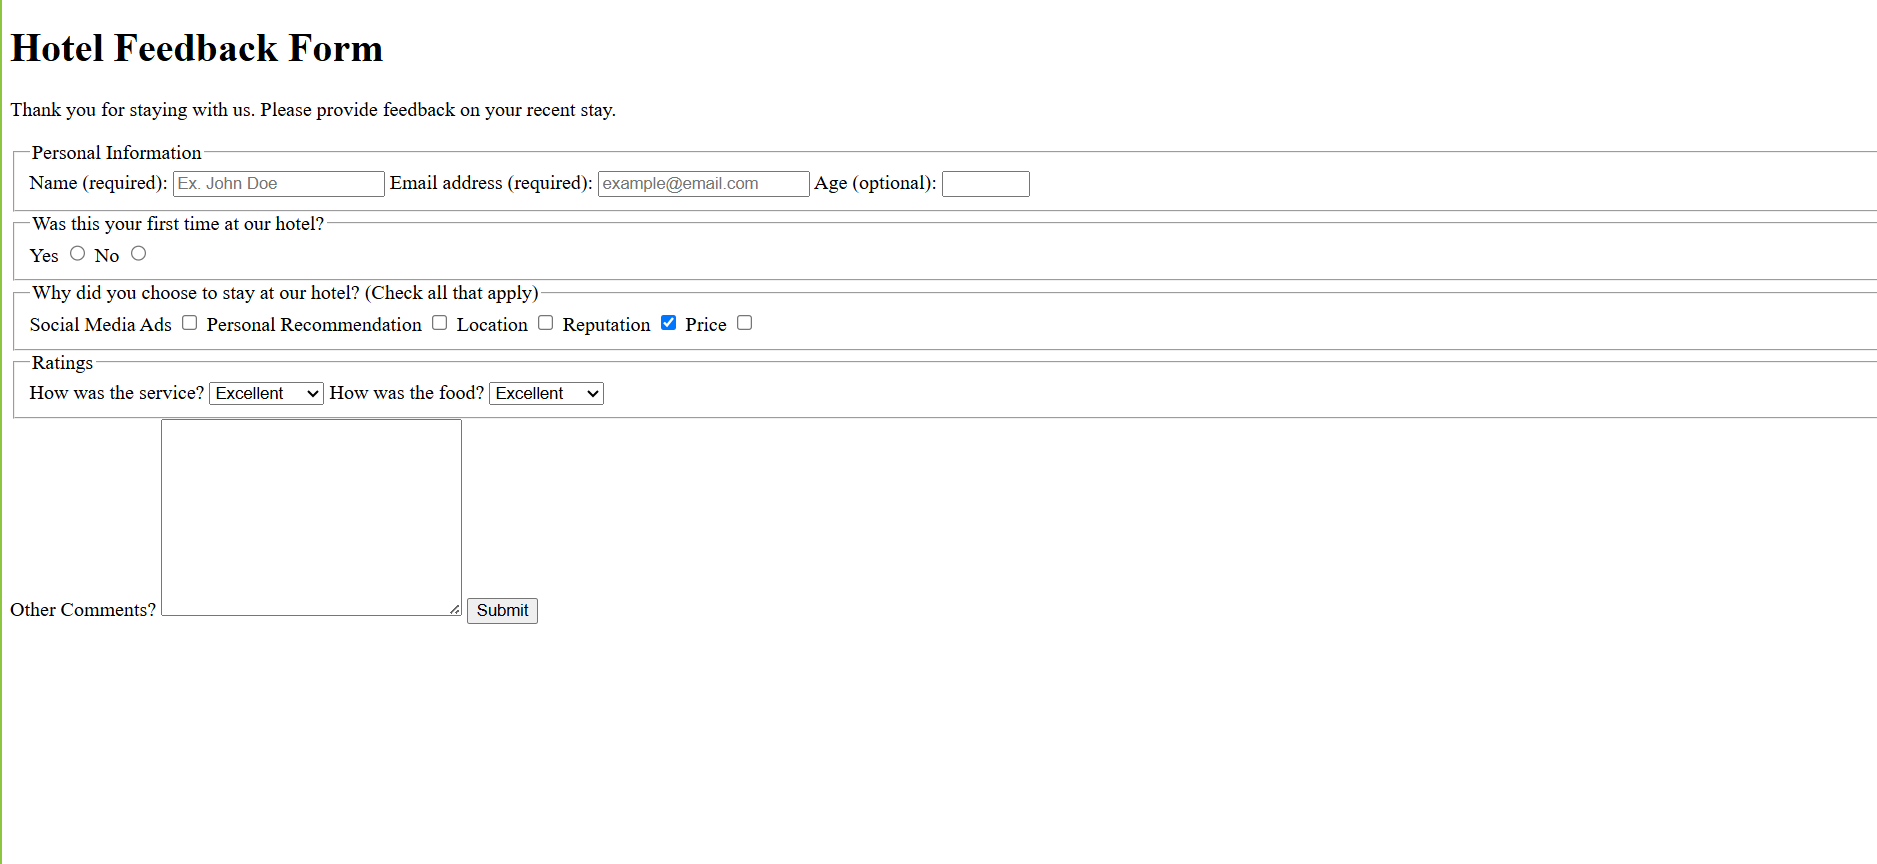 Hotel Feedback Form
Thank you for staying with us. Please provide feedback on your recent stay.
Personal Information
Name (required): Ex. John Doe Email address (required): example@email.com Age (optional):
Was this your first time at our hotel?
Yes No
Why did you choose to stay at our hotel? (Check all that apply)
Social Media Ads Personal Recommendation Location Reputation Price
Ratings
How was the service? Excellent How was the food? Excellent
Other Comments? Submit